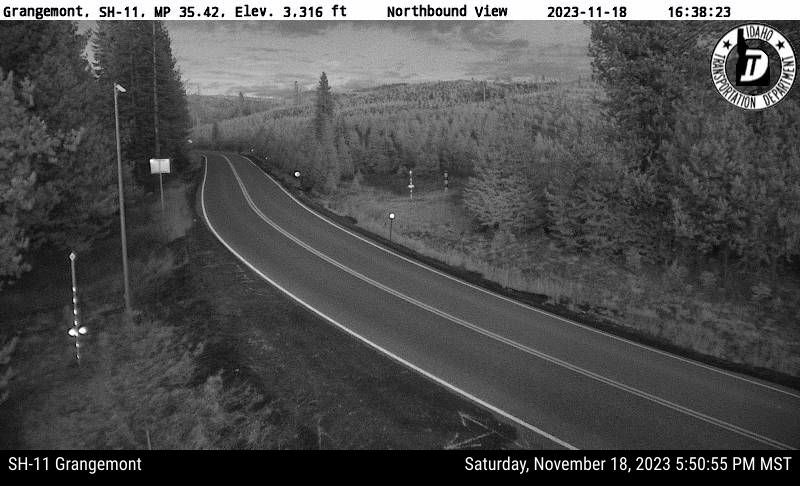 Grangemont, SH-11, MP 35.42, Elev. 3,316 ft Northbound View 2023-11-18 16:38:23
IDAHO
TRANSPORTATION DEPARTMENT
SH-11 Grangemont Saturday, November 18, 2023 5:50:55 PM MST